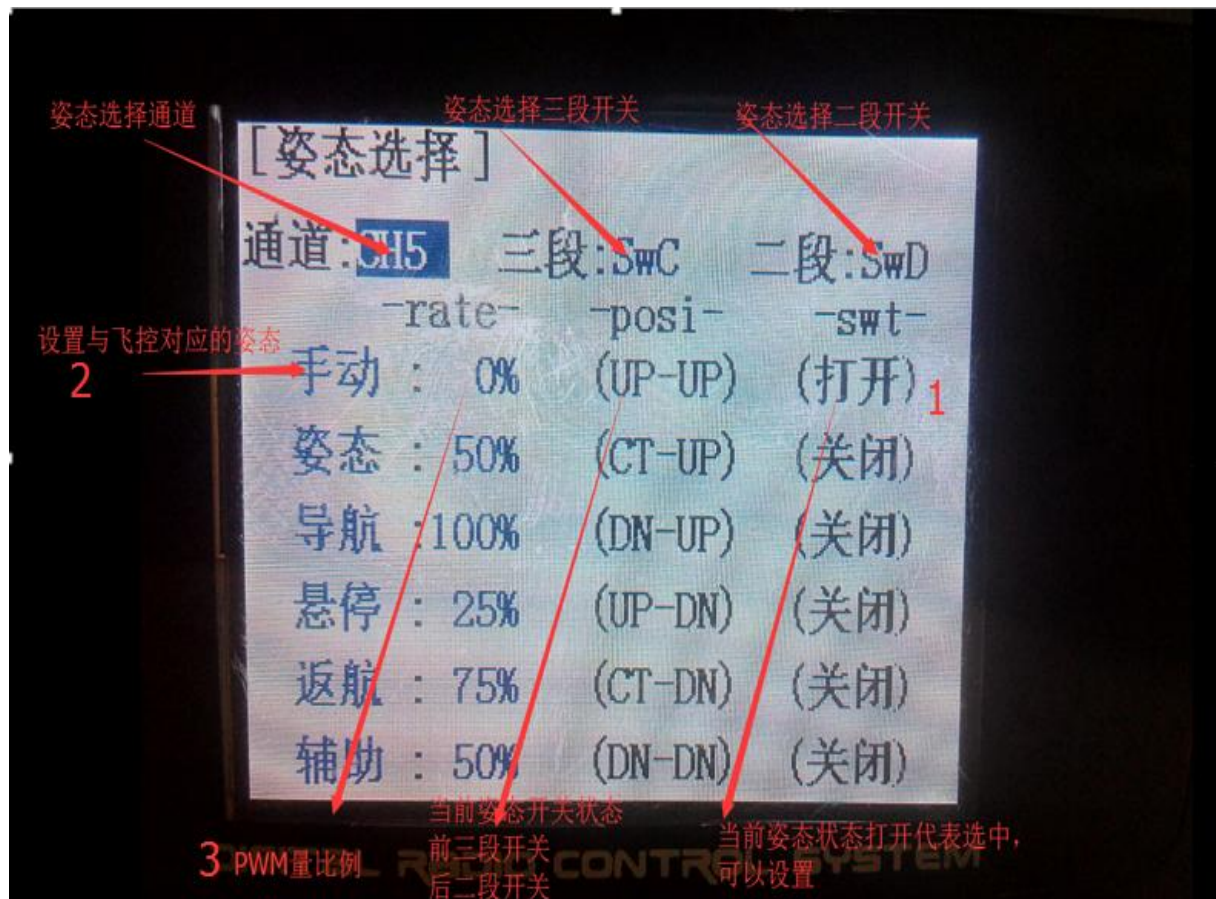 姿态选择通道 姿态选择三段开关 姿态选择二段开关
[姿态选择]
通道:CH5 三段:SwC 二段:SwD
-rate- -posi- -swt-
设置与飞控对应的姿态
2
手动 : 0% (UP-UP) (打开) 1
姿态 : 50% (CT-UP) (关闭)
导航 :100% (DN-UP) (关闭)
悬停 : 25% (UP-DN) (关闭)
返航 : 75% (CT-DN) (关闭)
辅助 : 50% (DN-DN) (关闭)
当前姿态开关状态
前三段开关
后二段开关
当前姿态状态打开代表选中,
可以设置
3 PWM量比例
CONTROL SYSTEM